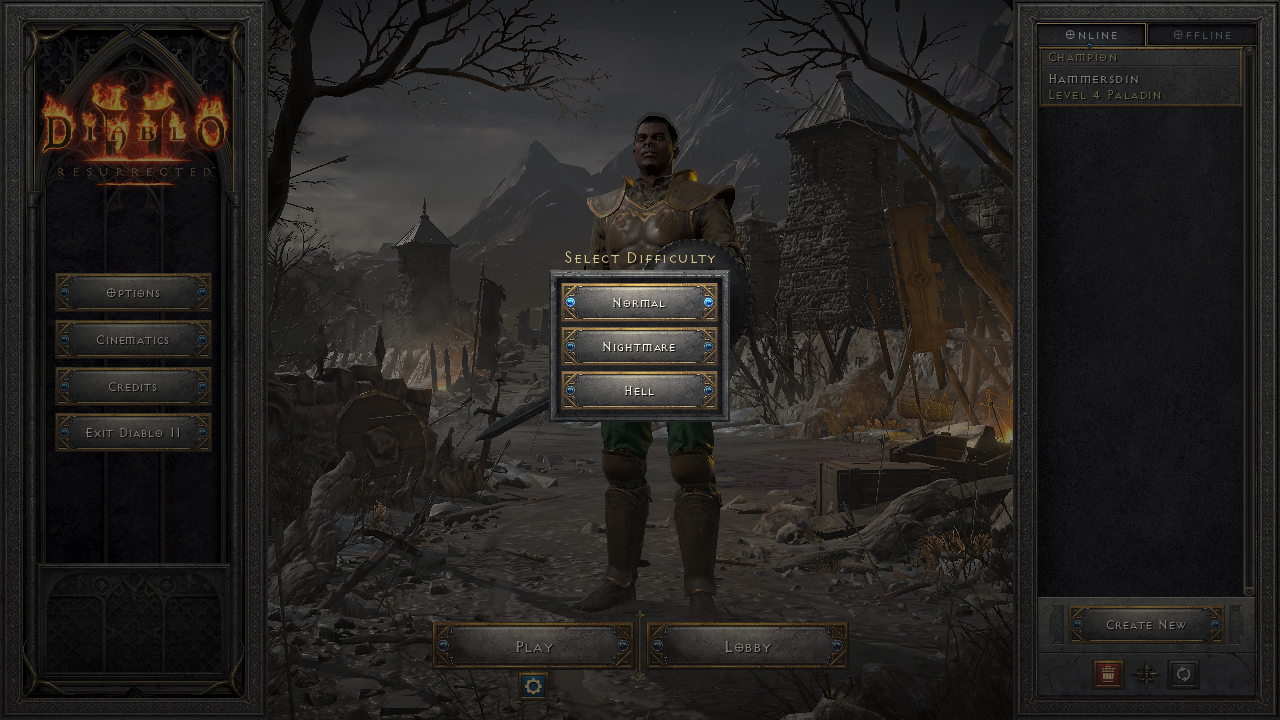 DIABLO II
RESURRECTED
OPTIONS
CINEMATICS
CREDITS
EXIT DIABLO II
SELECT DIFFICULTY
NORMAL
NIGHTMARE
HELL
PLAY
LOBBY
ONLINE
OFFLINE
CHAMPION
HAMMERSDIN
LEVEL 4 PALADIN
CREATE NEW